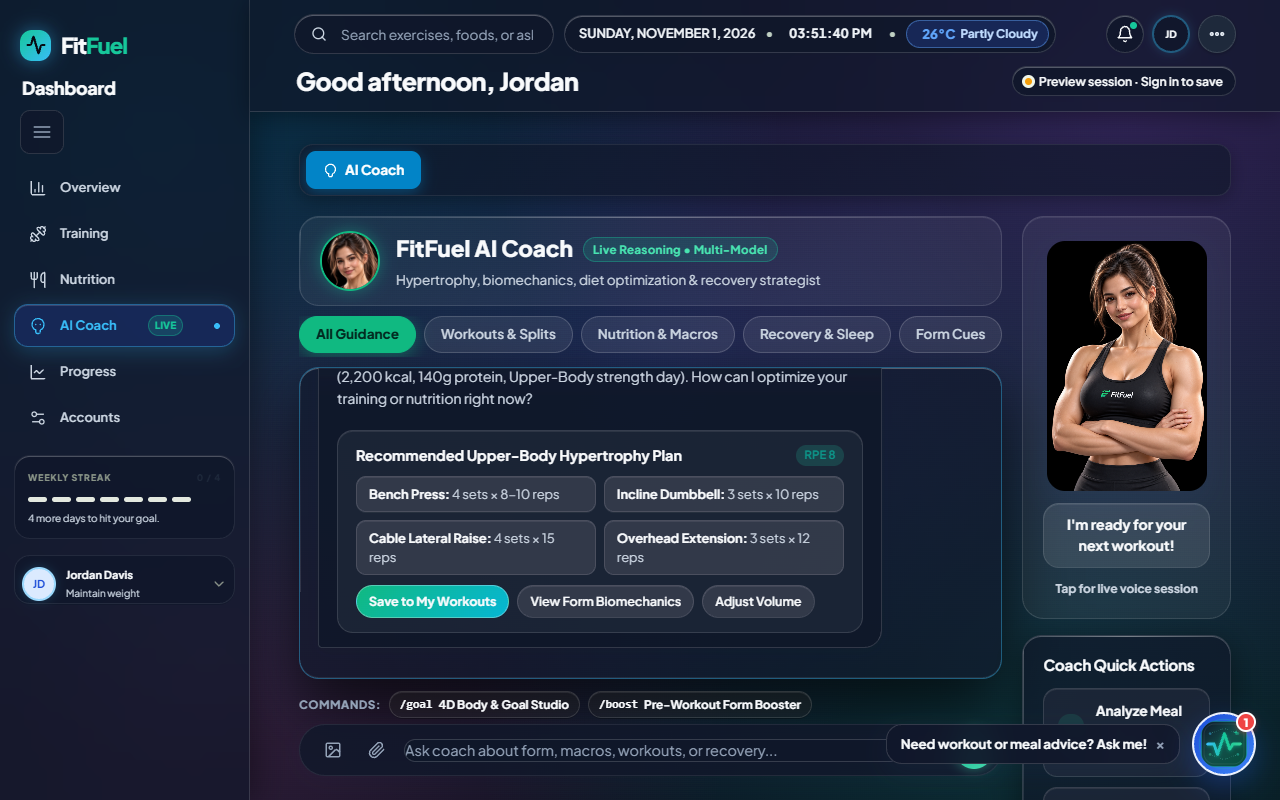 FitFuel
Dashboard
Overview
Training
Nutrition
AI Coach LIVE
Progress
Accounts
WEEKLY STREAK 0 / 4
4 more days to hit your goal.
JD
Jordan Davis
Maintain weight
Search exercises, foods, or asl
SUNDAY, NOVEMBER 1, 2026 • 03:51:40 PM • 26°C Partly Cloudy
JD
Good afternoon, Jordan
Preview session · Sign in to save
AI Coach
FitFuel AI Coach
Live Reasoning • Multi-Model
Hypertrophy, biomechanics, diet optimization & recovery strategist
All Guidance
Workouts & Splits
Nutrition & Macros
Recovery & Sleep
Form Cues
(2,200 kcal, 140g protein, Upper-Body strength day). How can I optimize your
training or nutrition right now?
Recommended Upper-Body Hypertrophy Plan
RPE 8
Bench Press: 4 sets × 8–10 reps
Incline Dumbbell: 3 sets × 10 reps
Cable Lateral Raise: 4 sets × 15
reps
Overhead Extension: 3 sets × 12
reps
Save to My Workouts
View Form Biomechanics
Adjust Volume
COMMANDS:
/goal 4D Body & Goal Studio
/boost Pre-Workout Form Booster
Ask coach about form, macros, workouts, or recovery...
FitFuel
I'm ready for your
next workout!
Tap for live voice session
Coach Quick Actions
Analyze Meal
Need workout or meal advice? Ask me! ×
1